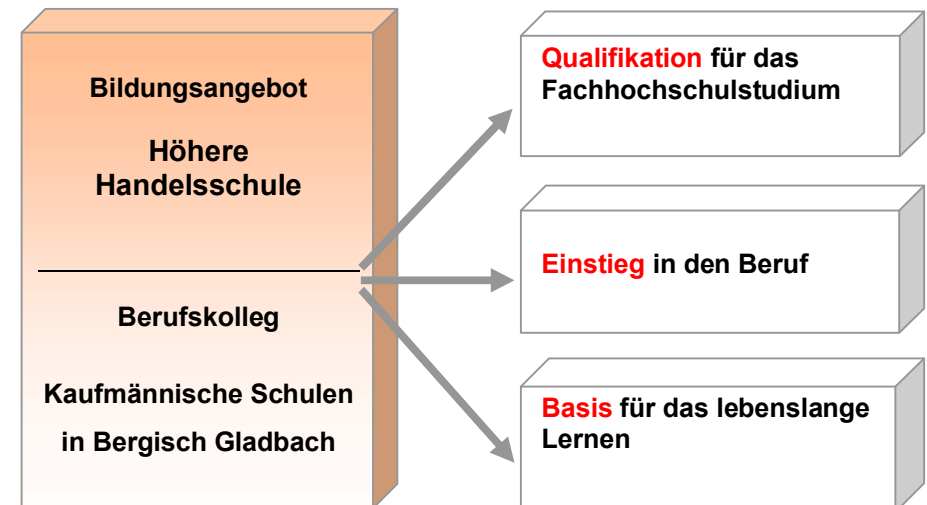 Bildungsangebot
Höhere
Handelsschule
Berufskolleg
Kaufmännische Schulen
in Bergisch Gladbach
Qualifikation für das
Fachhochschulstudium
Einstieg in den Beruf
Basis für das lebenslange
Lernen